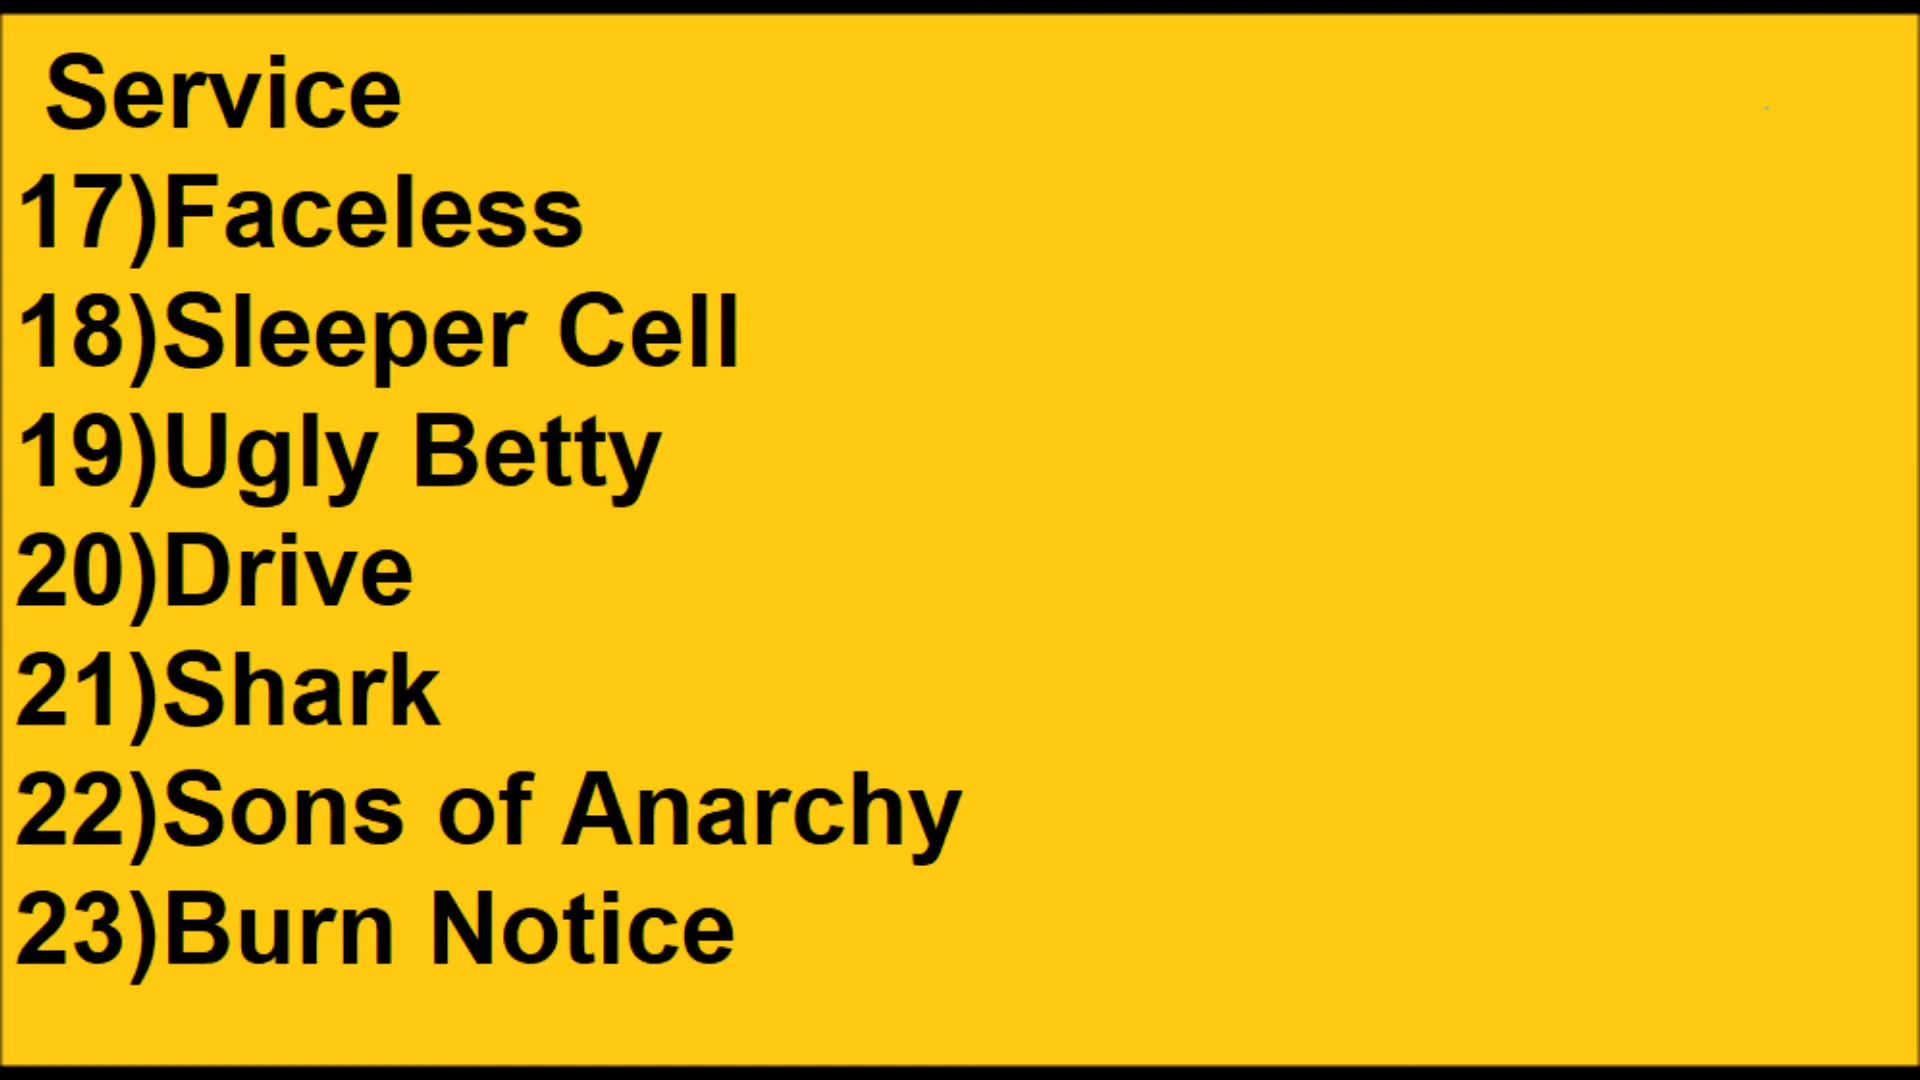 Service
17)Faceless
18)Sleeper Cell
19)Ugly Betty
20)Drive
21)Shark
22)Sons of Anarchy
23)Burn Notice